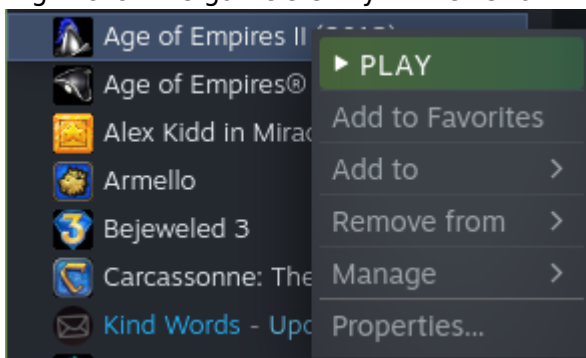 Age of Empires II
Age of Empires®
Alex Kidd in Mirac
Armello
Bejeweled 3
Carcassonne: The
Kind Words - Upd
▶ PLAY
Add to Favorites
Add to >
Remove from >
Manage >
Properties...